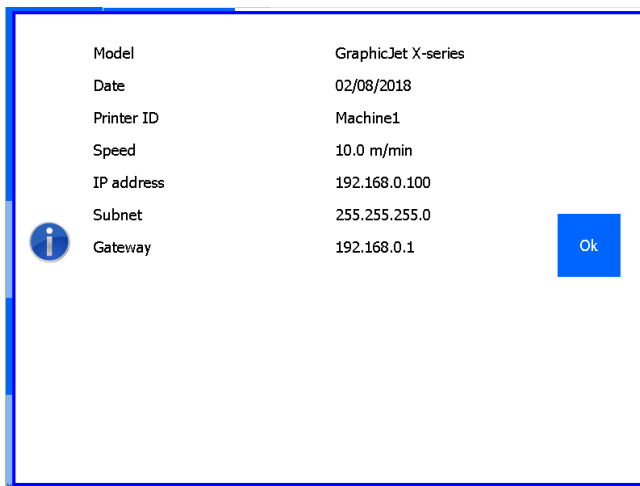 Model GraphicJet X-series
Date 02/08/2018
Printer ID Machine1
Speed 10.0 m/min
IP address 192.168.0.100
Subnet 255.255.255.0
Gateway 192.168.0.1
Ok